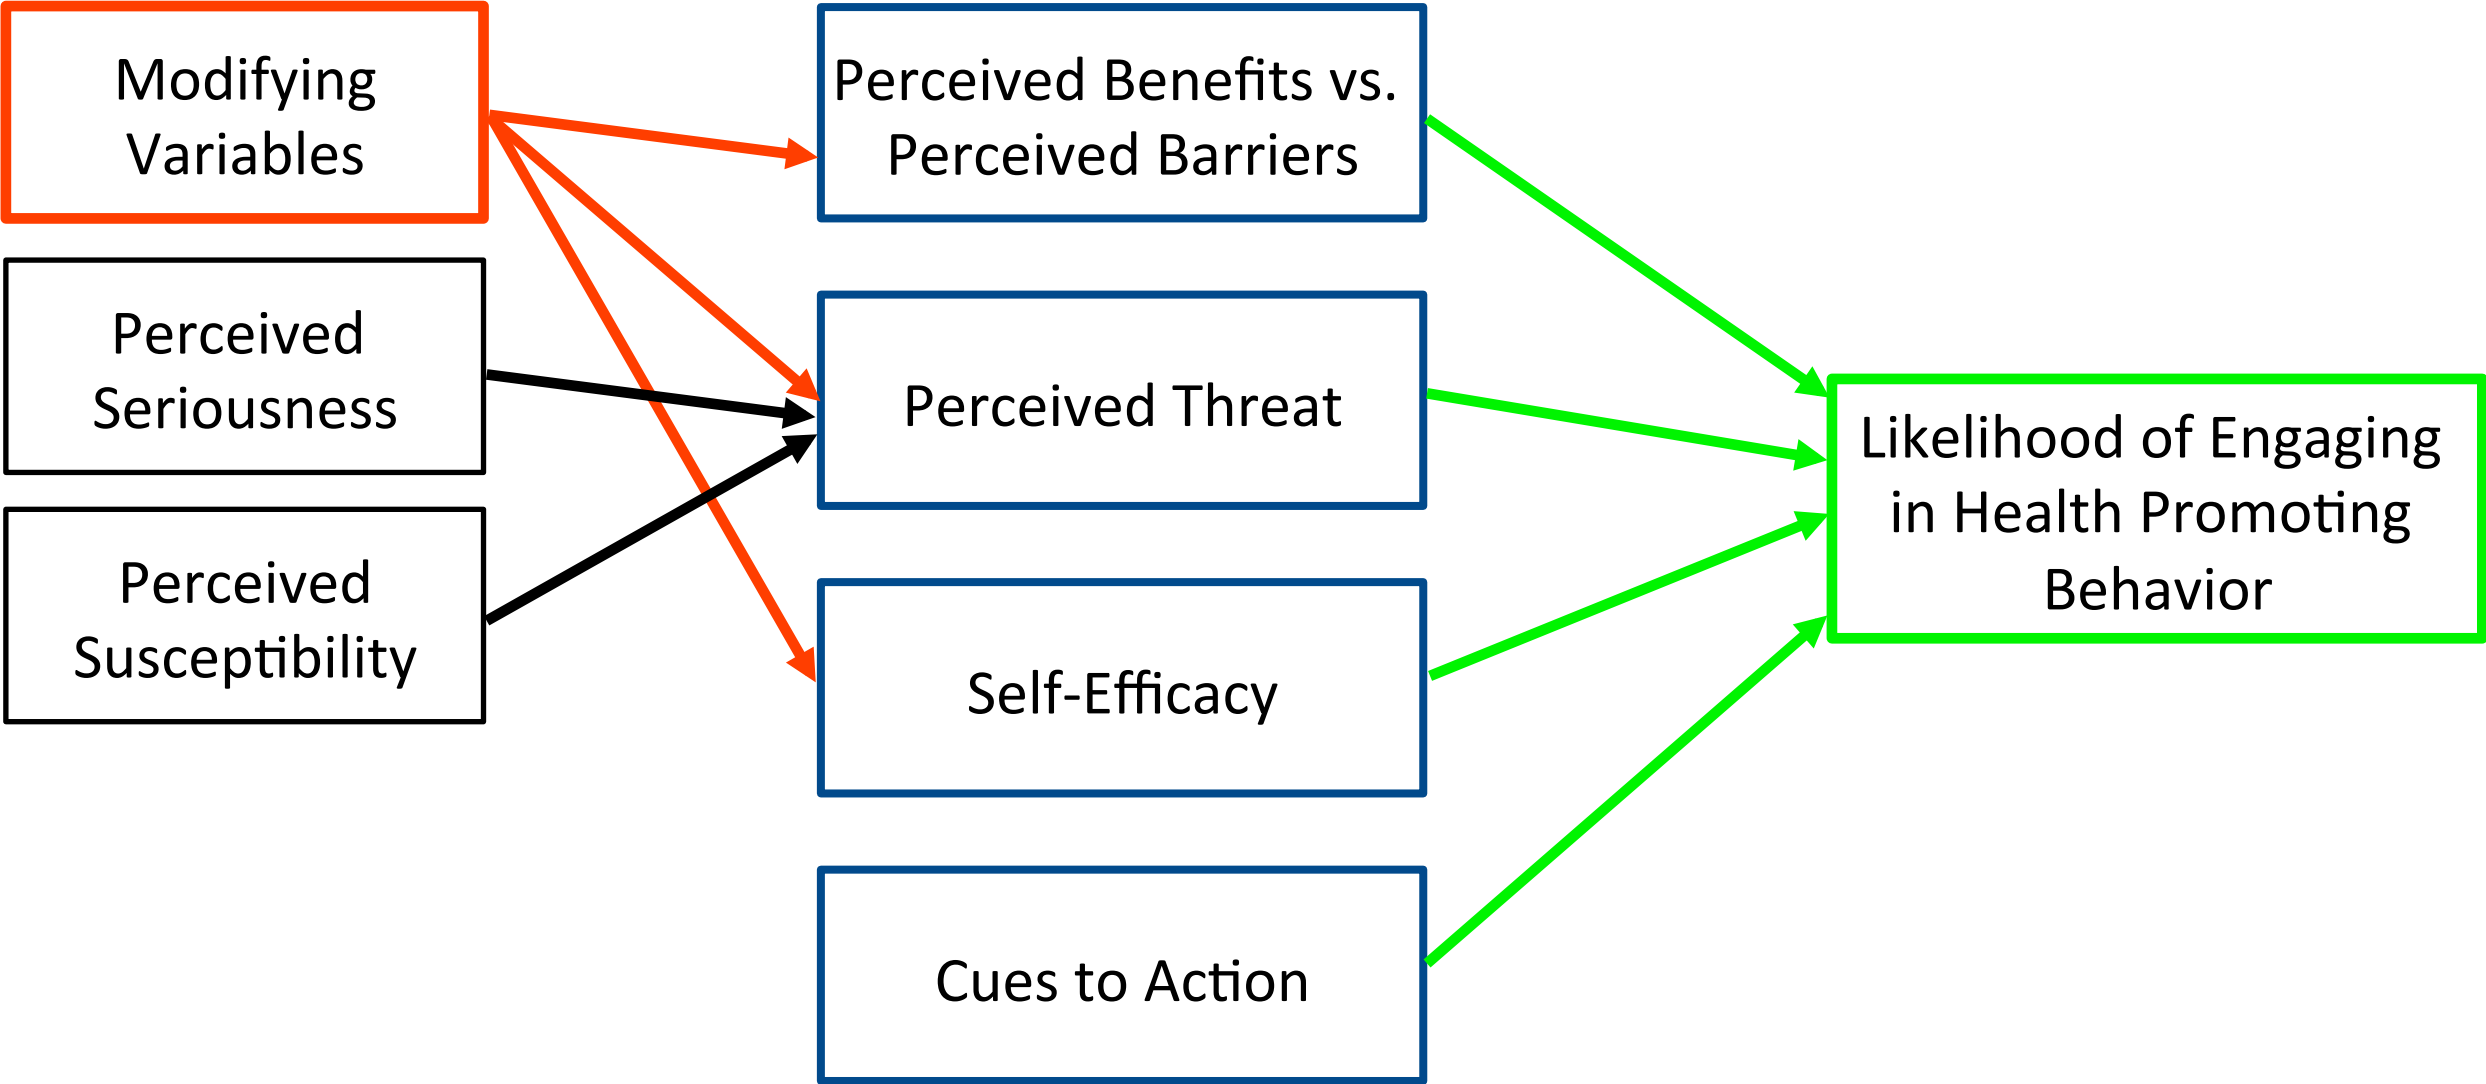 Modifying
Variables
Perceived
Seriousness
Perceived
Susceptibility
Perceived Benefits vs.
Perceived Barriers
Perceived Threat
Self-Efficacy
Cues to Action
Likelihood of Engaging
in Health Promoting
Behavior